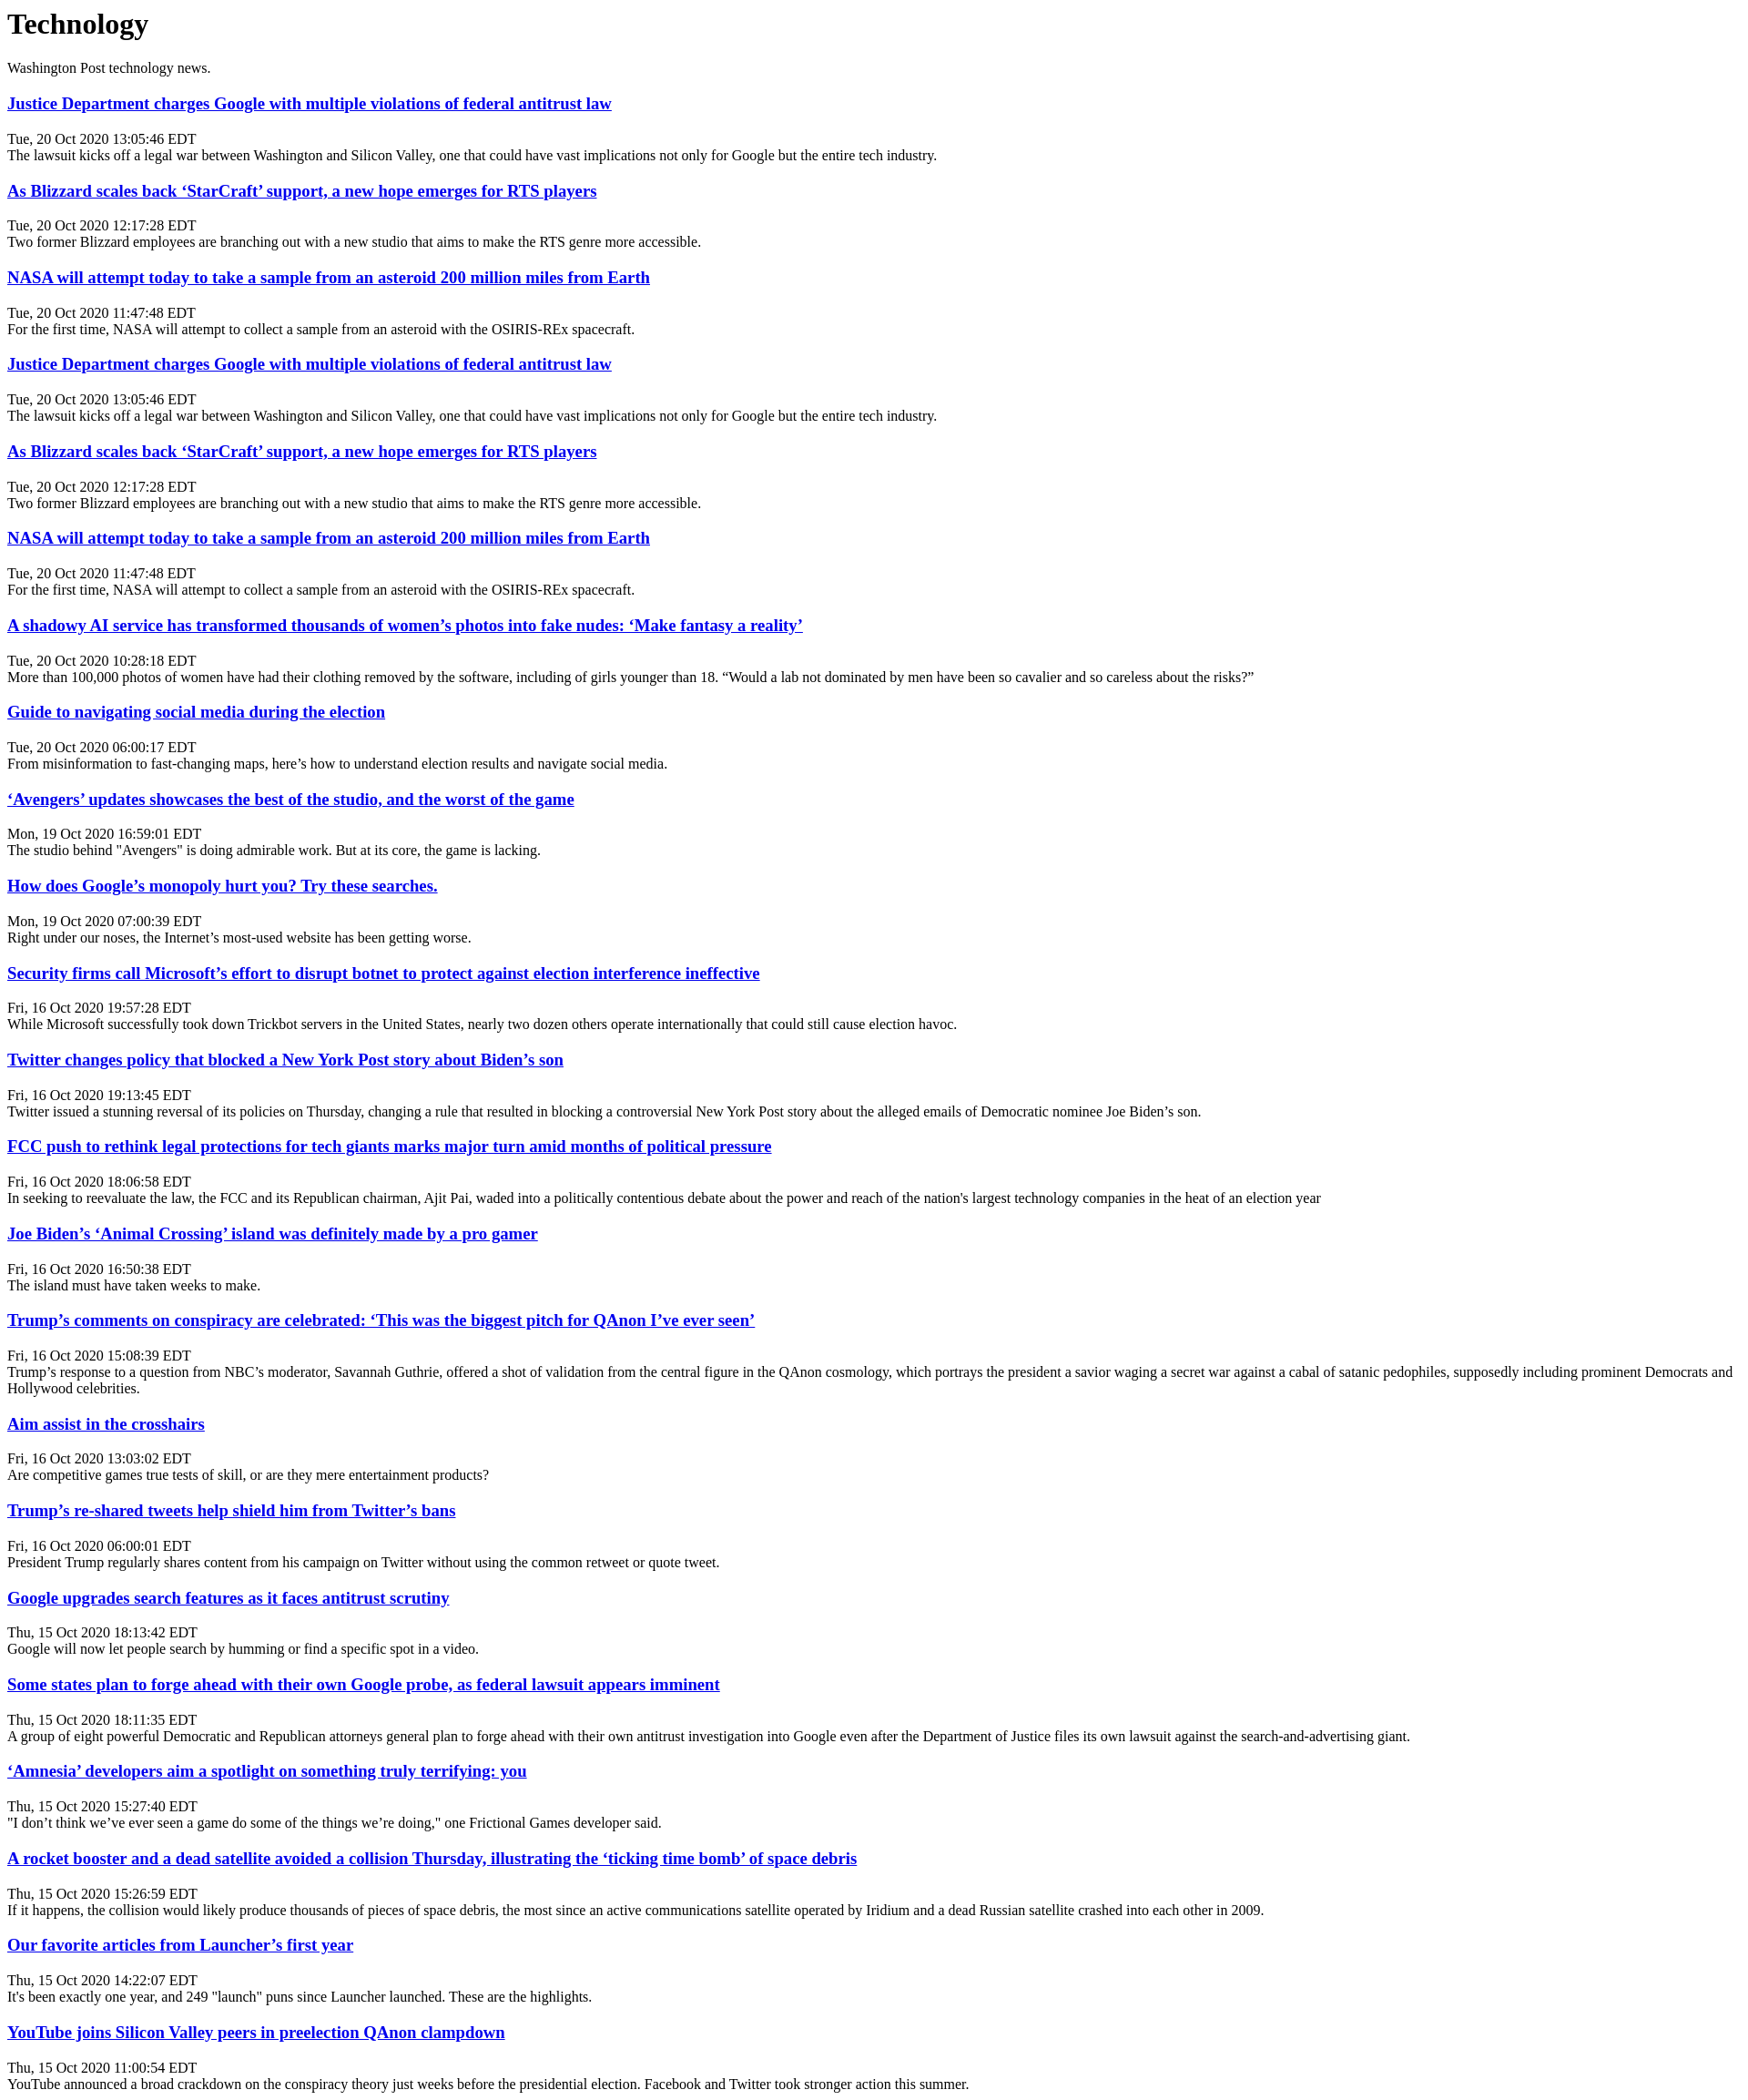 Technology
Washington Post technology news.
Justice Department charges Google with multiple violations of federal antitrust law
Tue, 20 Oct 2020 13:05:46 EDT
The lawsuit kicks off a legal war between Washington and Silicon Valley, one that could have vast implications not only for Google but the entire tech industry.
As Blizzard scales back ‘StarCraft’ support, a new hope emerges for RTS players
Tue, 20 Oct 2020 12:17:28 EDT
Two former Blizzard employees are branching out with a new studio that aims to make the RTS genre more accessible.
NASA will attempt today to take a sample from an asteroid 200 million miles from Earth
Tue, 20 Oct 2020 11:47:48 EDT
For the first time, NASA will attempt to collect a sample from an asteroid with the OSIRIS-REx spacecraft.
Justice Department charges Google with multiple violations of federal antitrust law
Tue, 20 Oct 2020 13:05:46 EDT
The lawsuit kicks off a legal war between Washington and Silicon Valley, one that could have vast implications not only for Google but the entire tech industry.
As Blizzard scales back ‘StarCraft’ support, a new hope emerges for RTS players
Tue, 20 Oct 2020 12:17:28 EDT
Two former Blizzard employees are branching out with a new studio that aims to make the RTS genre more accessible.
NASA will attempt today to take a sample from an asteroid 200 million miles from Earth
Tue, 20 Oct 2020 11:47:48 EDT
For the first time, NASA will attempt to collect a sample from an asteroid with the OSIRIS-REx spacecraft.
A shadowy AI service has transformed thousands of women’s photos into fake nudes: ‘Make fantasy a reality’
Tue, 20 Oct 2020 10:28:18 EDT
More than 100,000 photos of women have had their clothing removed by the software, including of girls younger than 18. “Would a lab not dominated by men have been so cavalier and so careless about the risks?”
Guide to navigating social media during the election
Tue, 20 Oct 2020 06:00:17 EDT
From misinformation to fast-changing maps, here’s how to understand election results and navigate social media.
‘Avengers’ updates showcases the best of the studio, and the worst of the game
Mon, 19 Oct 2020 16:59:01 EDT
The studio behind "Avengers" is doing admirable work. But at its core, the game is lacking.
How does Google’s monopoly hurt you? Try these searches.
Mon, 19 Oct 2020 07:00:39 EDT
Right under our noses, the Internet’s most-used website has been getting worse.
Security firms call Microsoft’s effort to disrupt botnet to protect against election interference ineffective
Fri, 16 Oct 2020 19:57:28 EDT
While Microsoft successfully took down Trickbot servers in the United States, nearly two dozen others operate internationally that could still cause election havoc.
Twitter changes policy that blocked a New York Post story about Biden’s son
Fri, 16 Oct 2020 19:13:45 EDT
Twitter issued a stunning reversal of its policies on Thursday, changing a rule that resulted in blocking a controversial New York Post story about the alleged emails of Democratic nominee Joe Biden’s son.
FCC push to rethink legal protections for tech giants marks major turn amid months of political pressure
Fri, 16 Oct 2020 18:06:58 EDT
In seeking to reevaluate the law, the FCC and its Republican chairman, Ajit Pai, waded into a politically contentious debate about the power and reach of the nation's largest technology companies in the heat of an election year
Joe Biden’s ‘Animal Crossing’ island was definitely made by a pro gamer
Fri, 16 Oct 2020 16:50:38 EDT
The island must have taken weeks to make.
Trump’s comments on conspiracy are celebrated: ‘This was the biggest pitch for QAnon I’ve ever seen’
Fri, 16 Oct 2020 15:08:39 EDT
Trump’s response to a question from NBC’s moderator, Savannah Guthrie, offered a shot of validation from the central figure in the QAnon cosmology, which portrays the president a savior waging a secret war against a cabal of satanic pedophiles, supposedly including prominent Democrats and
Hollywood celebrities.
Aim assist in the crosshairs
Fri, 16 Oct 2020 13:03:02 EDT
Are competitive games true tests of skill, or are they mere entertainment products?
Trump’s re-shared tweets help shield him from Twitter’s bans
Fri, 16 Oct 2020 06:00:01 EDT
President Trump regularly shares content from his campaign on Twitter without using the common retweet or quote tweet.
Google upgrades search features as it faces antitrust scrutiny
Thu, 15 Oct 2020 18:13:42 EDT
Google will now let people search by humming or find a specific spot in a video.
Some states plan to forge ahead with their own Google probe, as federal lawsuit appears imminent
Thu, 15 Oct 2020 18:11:35 EDT
A group of eight powerful Democratic and Republican attorneys general plan to forge ahead with their own antitrust investigation into Google even after the Department of Justice files its own lawsuit against the search-and-advertising giant.
‘Amnesia’ developers aim a spotlight on something truly terrifying: you
Thu, 15 Oct 2020 15:27:40 EDT
"I don’t think we’ve ever seen a game do some of the things we’re doing," one Frictional Games developer said.
A rocket booster and a dead satellite avoided a collision Thursday, illustrating the ‘ticking time bomb’ of space debris
Thu, 15 Oct 2020 15:26:59 EDT
If it happens, the collision would likely produce thousands of pieces of space debris, the most since an active communications satellite operated by Iridium and a dead Russian satellite crashed into each other in 2009.
Our favorite articles from Launcher’s first year
Thu, 15 Oct 2020 14:22:07 EDT
It's been exactly one year, and 249 "launch" puns since Launcher launched. These are the highlights.
YouTube joins Silicon Valley peers in preelection QAnon clampdown
Thu, 15 Oct 2020 11:00:54 EDT
YouTube announced a broad crackdown on the conspiracy theory just weeks before the presidential election. Facebook and Twitter took stronger action this summer.